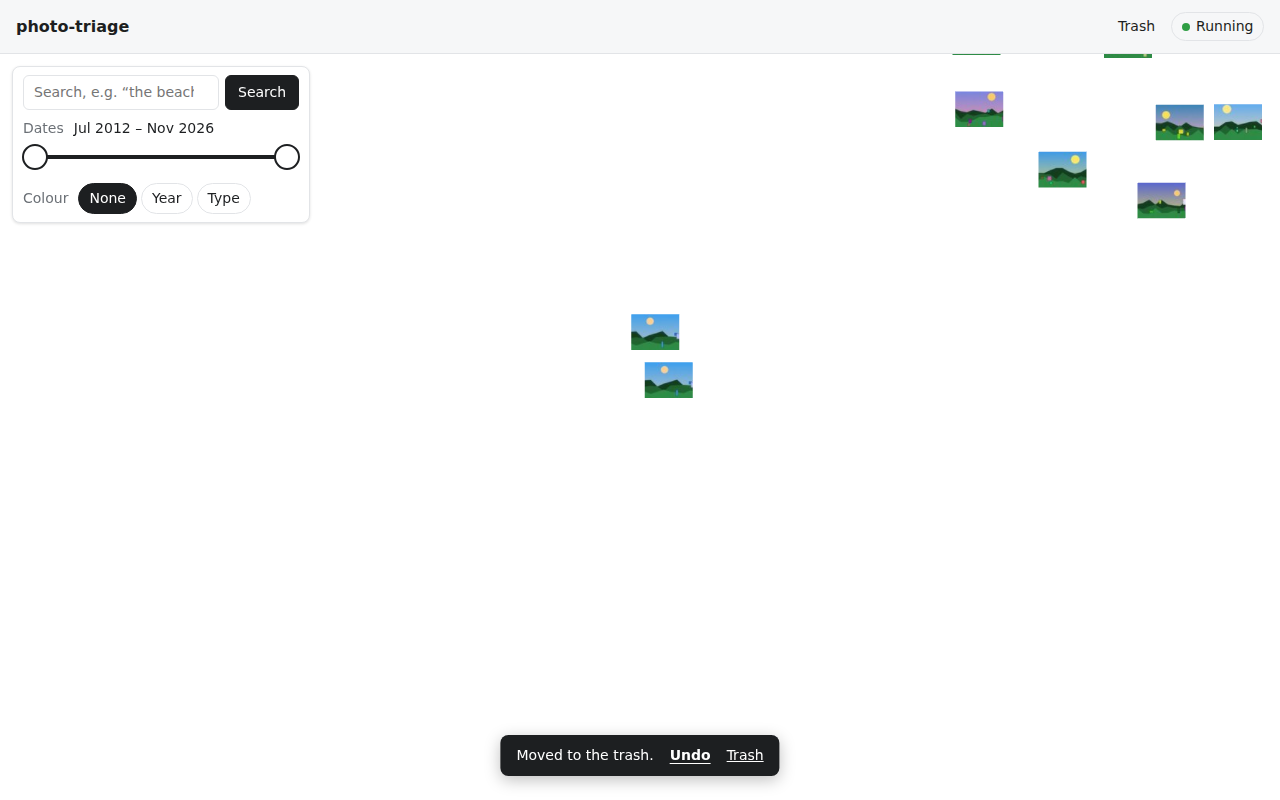 photo-triage
Trash
Running
Search, e.g. “the beach
Search
Dates Jul 2012 – Nov 2026
Colour None Year Type
Moved to the trash. Undo Trash